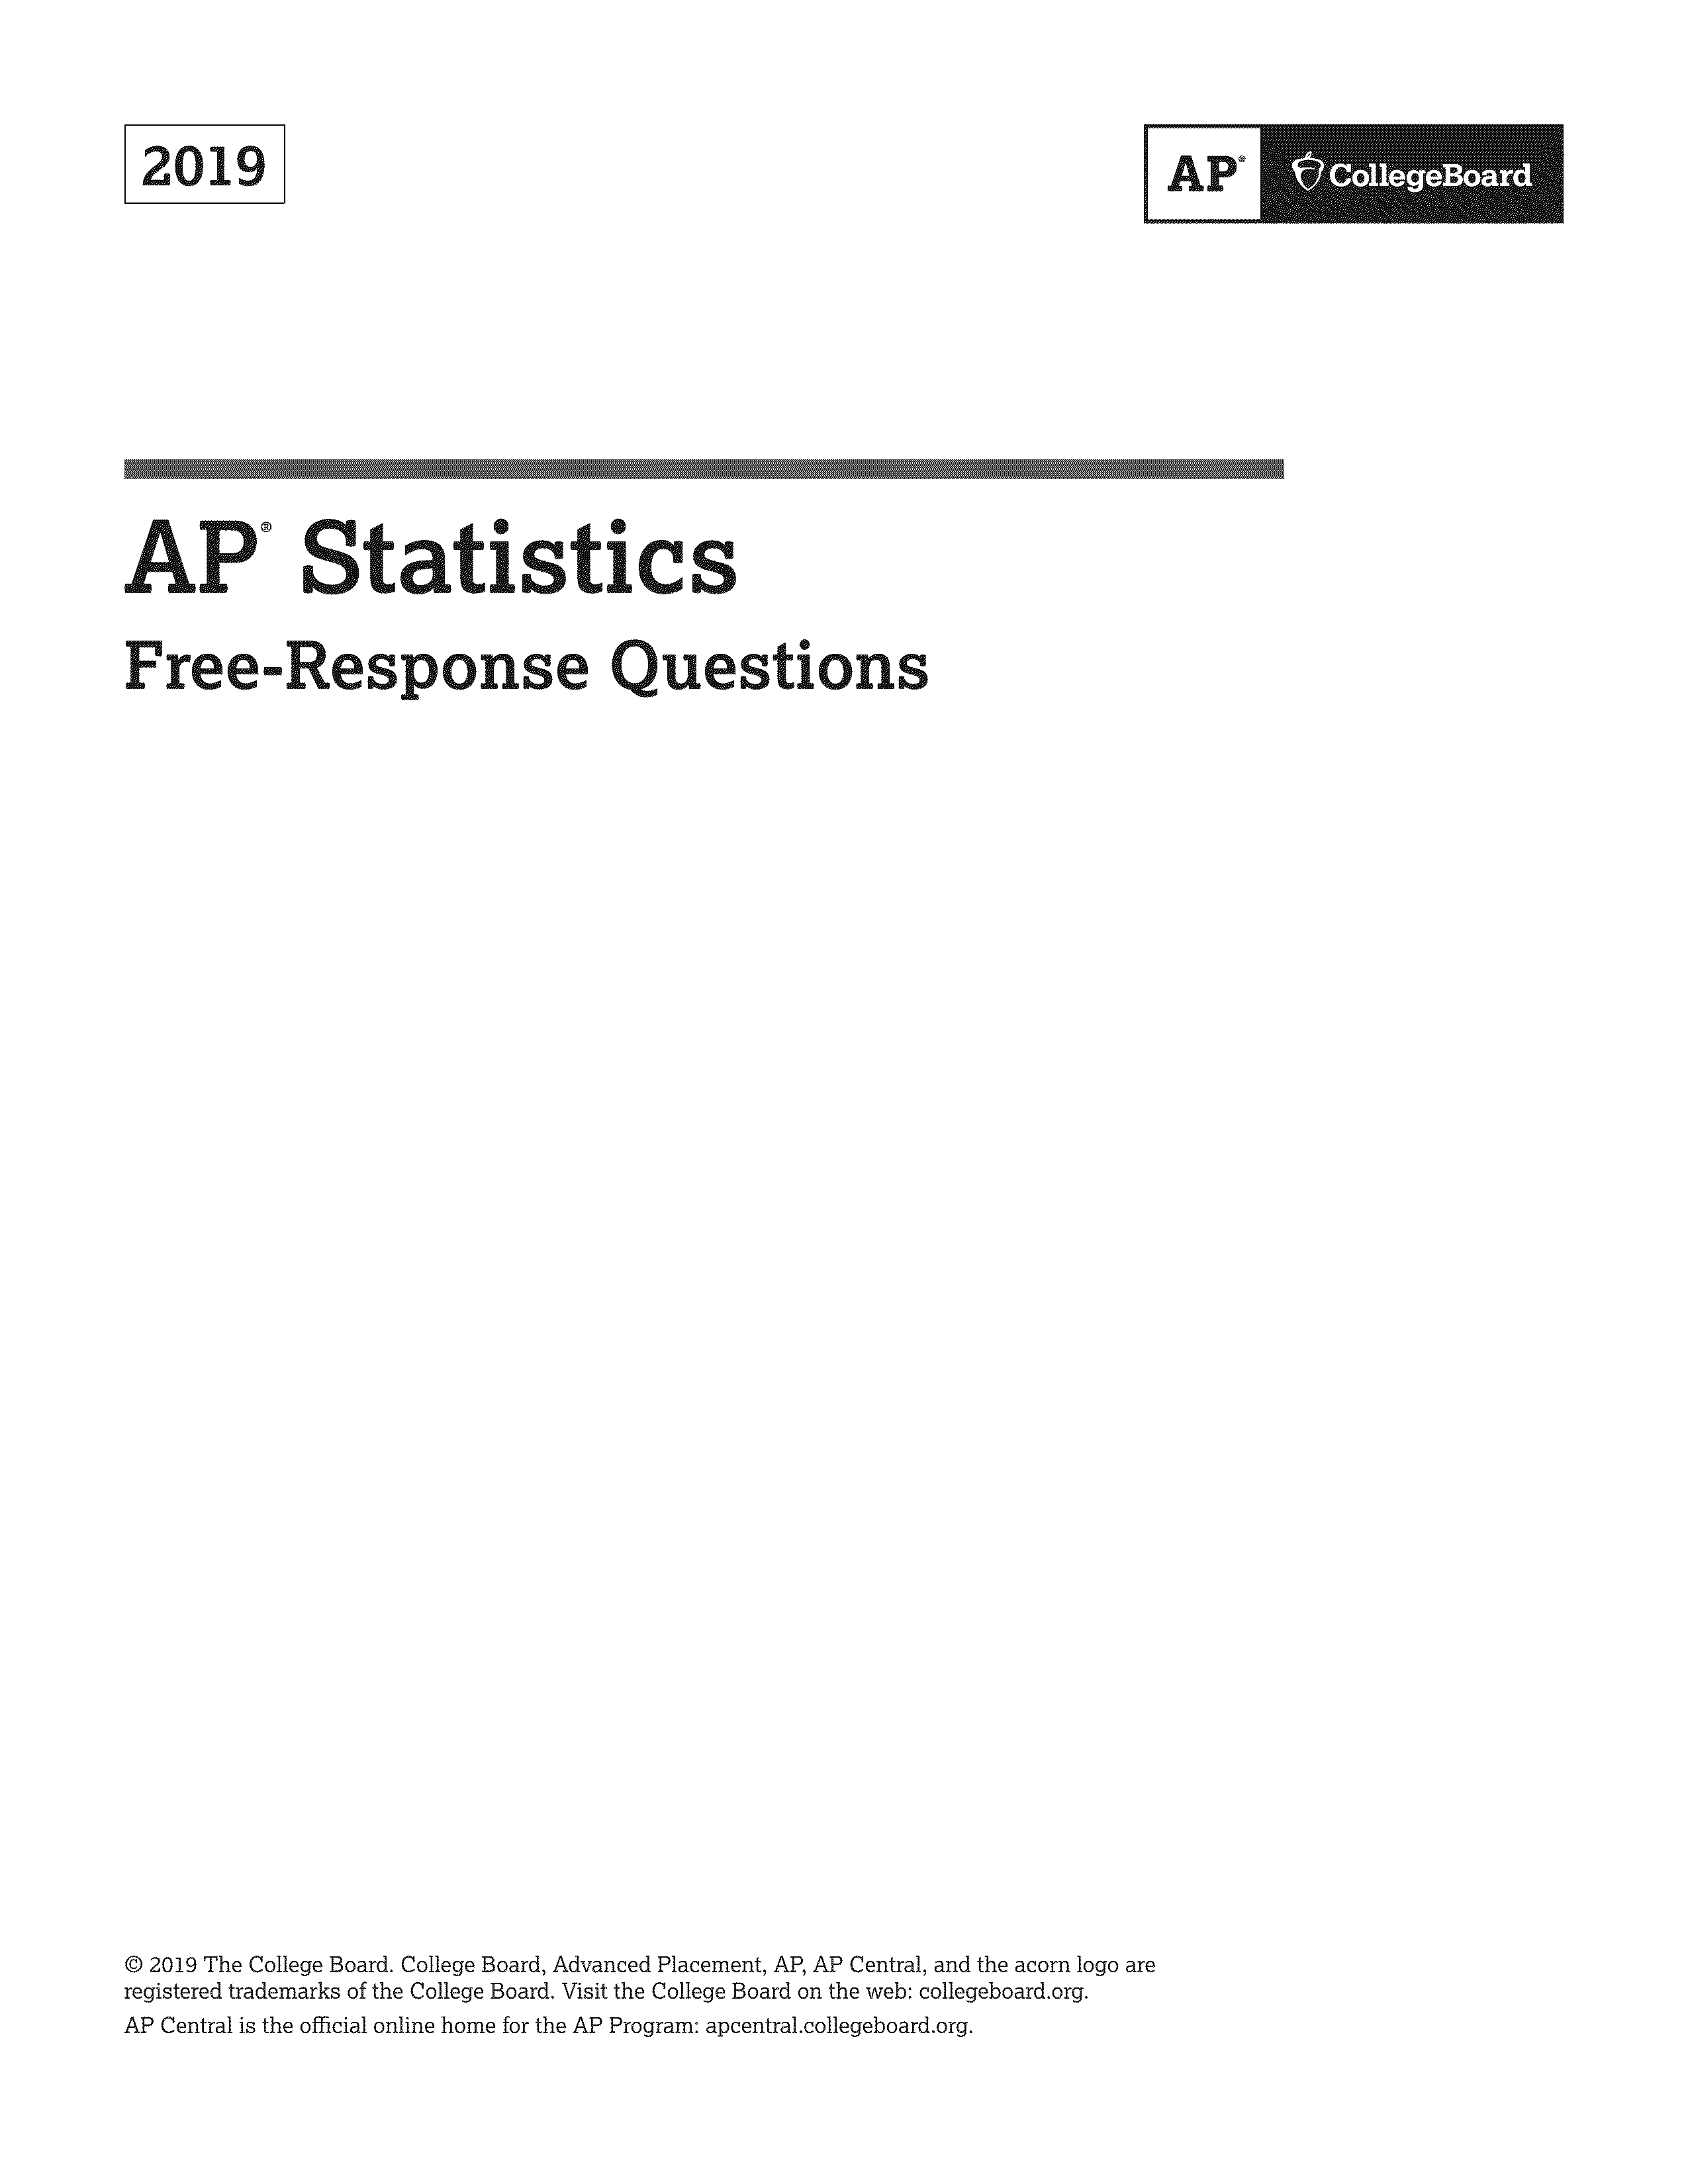 2019
AP® CollegeBoard
AP® Statistics
Free-Response Questions
© 2019 The College Board. College Board, Advanced Placement, AP, AP Central, and the acorn logo are
registered trademarks of the College Board. Visit the College Board on the web: collegeboard.org.
AP Central is the official online home for the AP Program: apcentral.collegeboard.org.